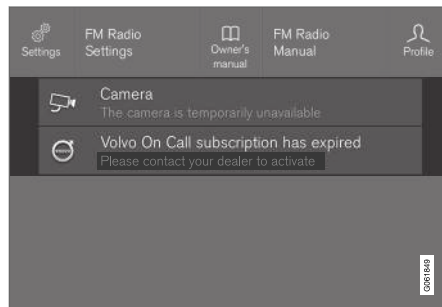 Settings
FM Radio
Settings
Owner's
manual
FM Radio
Manual
Profile
Camera
The camera is temporarily unavailable
Volvo On Call subscription has expired
Please contact your dealer to activate
G061849